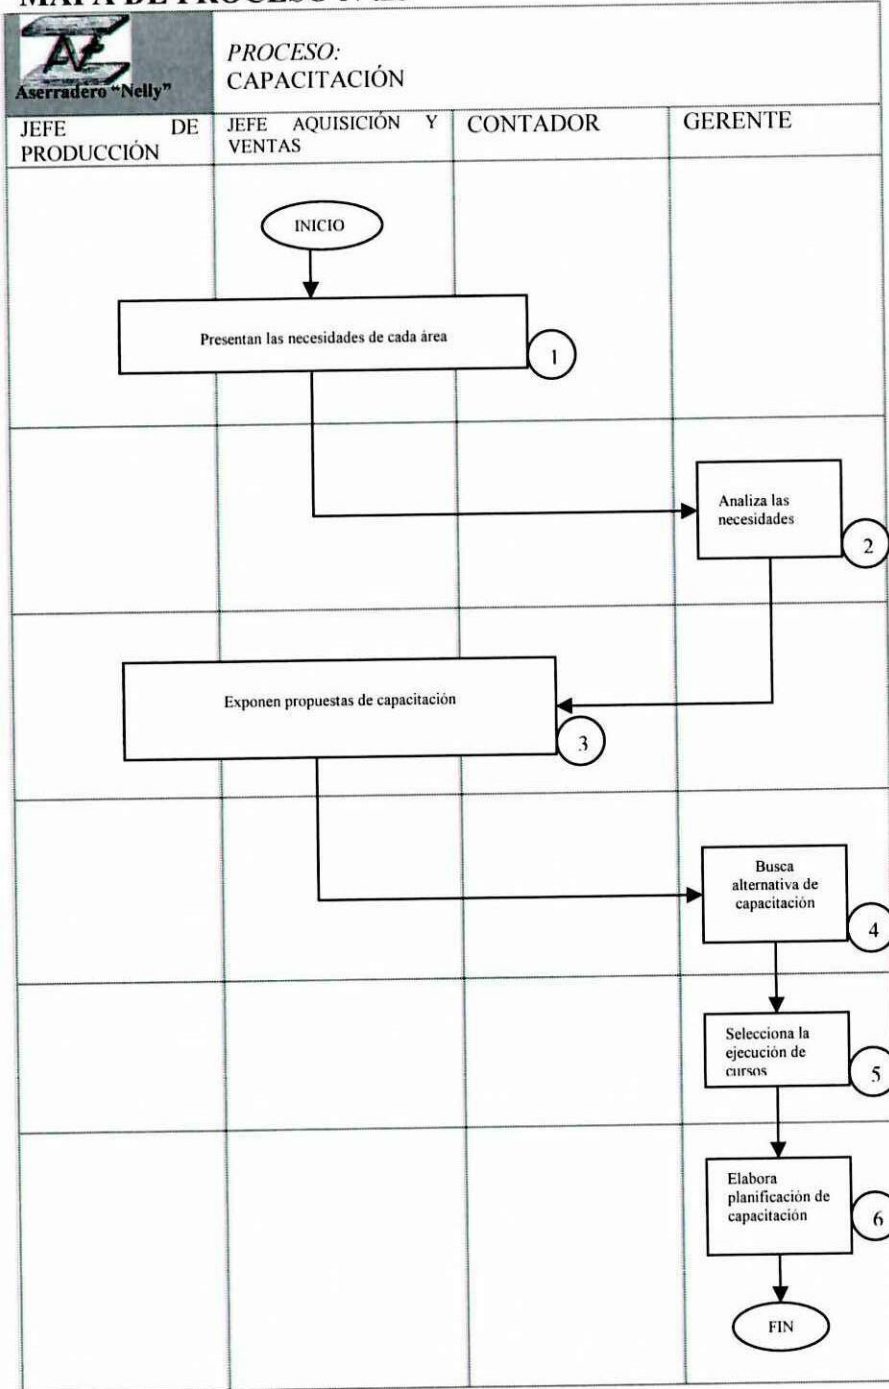 MAPA DE PROCESO
Aserradero "Nelly"
PROCESO:
CAPACITACIÓN
JEFE DE
PRODUCCIÓN
JEFE AQUISICIÓN Y
VENTAS
CONTADOR
GERENTE
INICIO
Presentan las necesidades de cada área
1
Analiza las
necesidades
2
Exponen propuestas de capacitación
3
Busca
alternativa de
capacitación
4
Selecciona la
ejecución de
cursos
5
Elabora
planificación de
capacitación
6
FIN